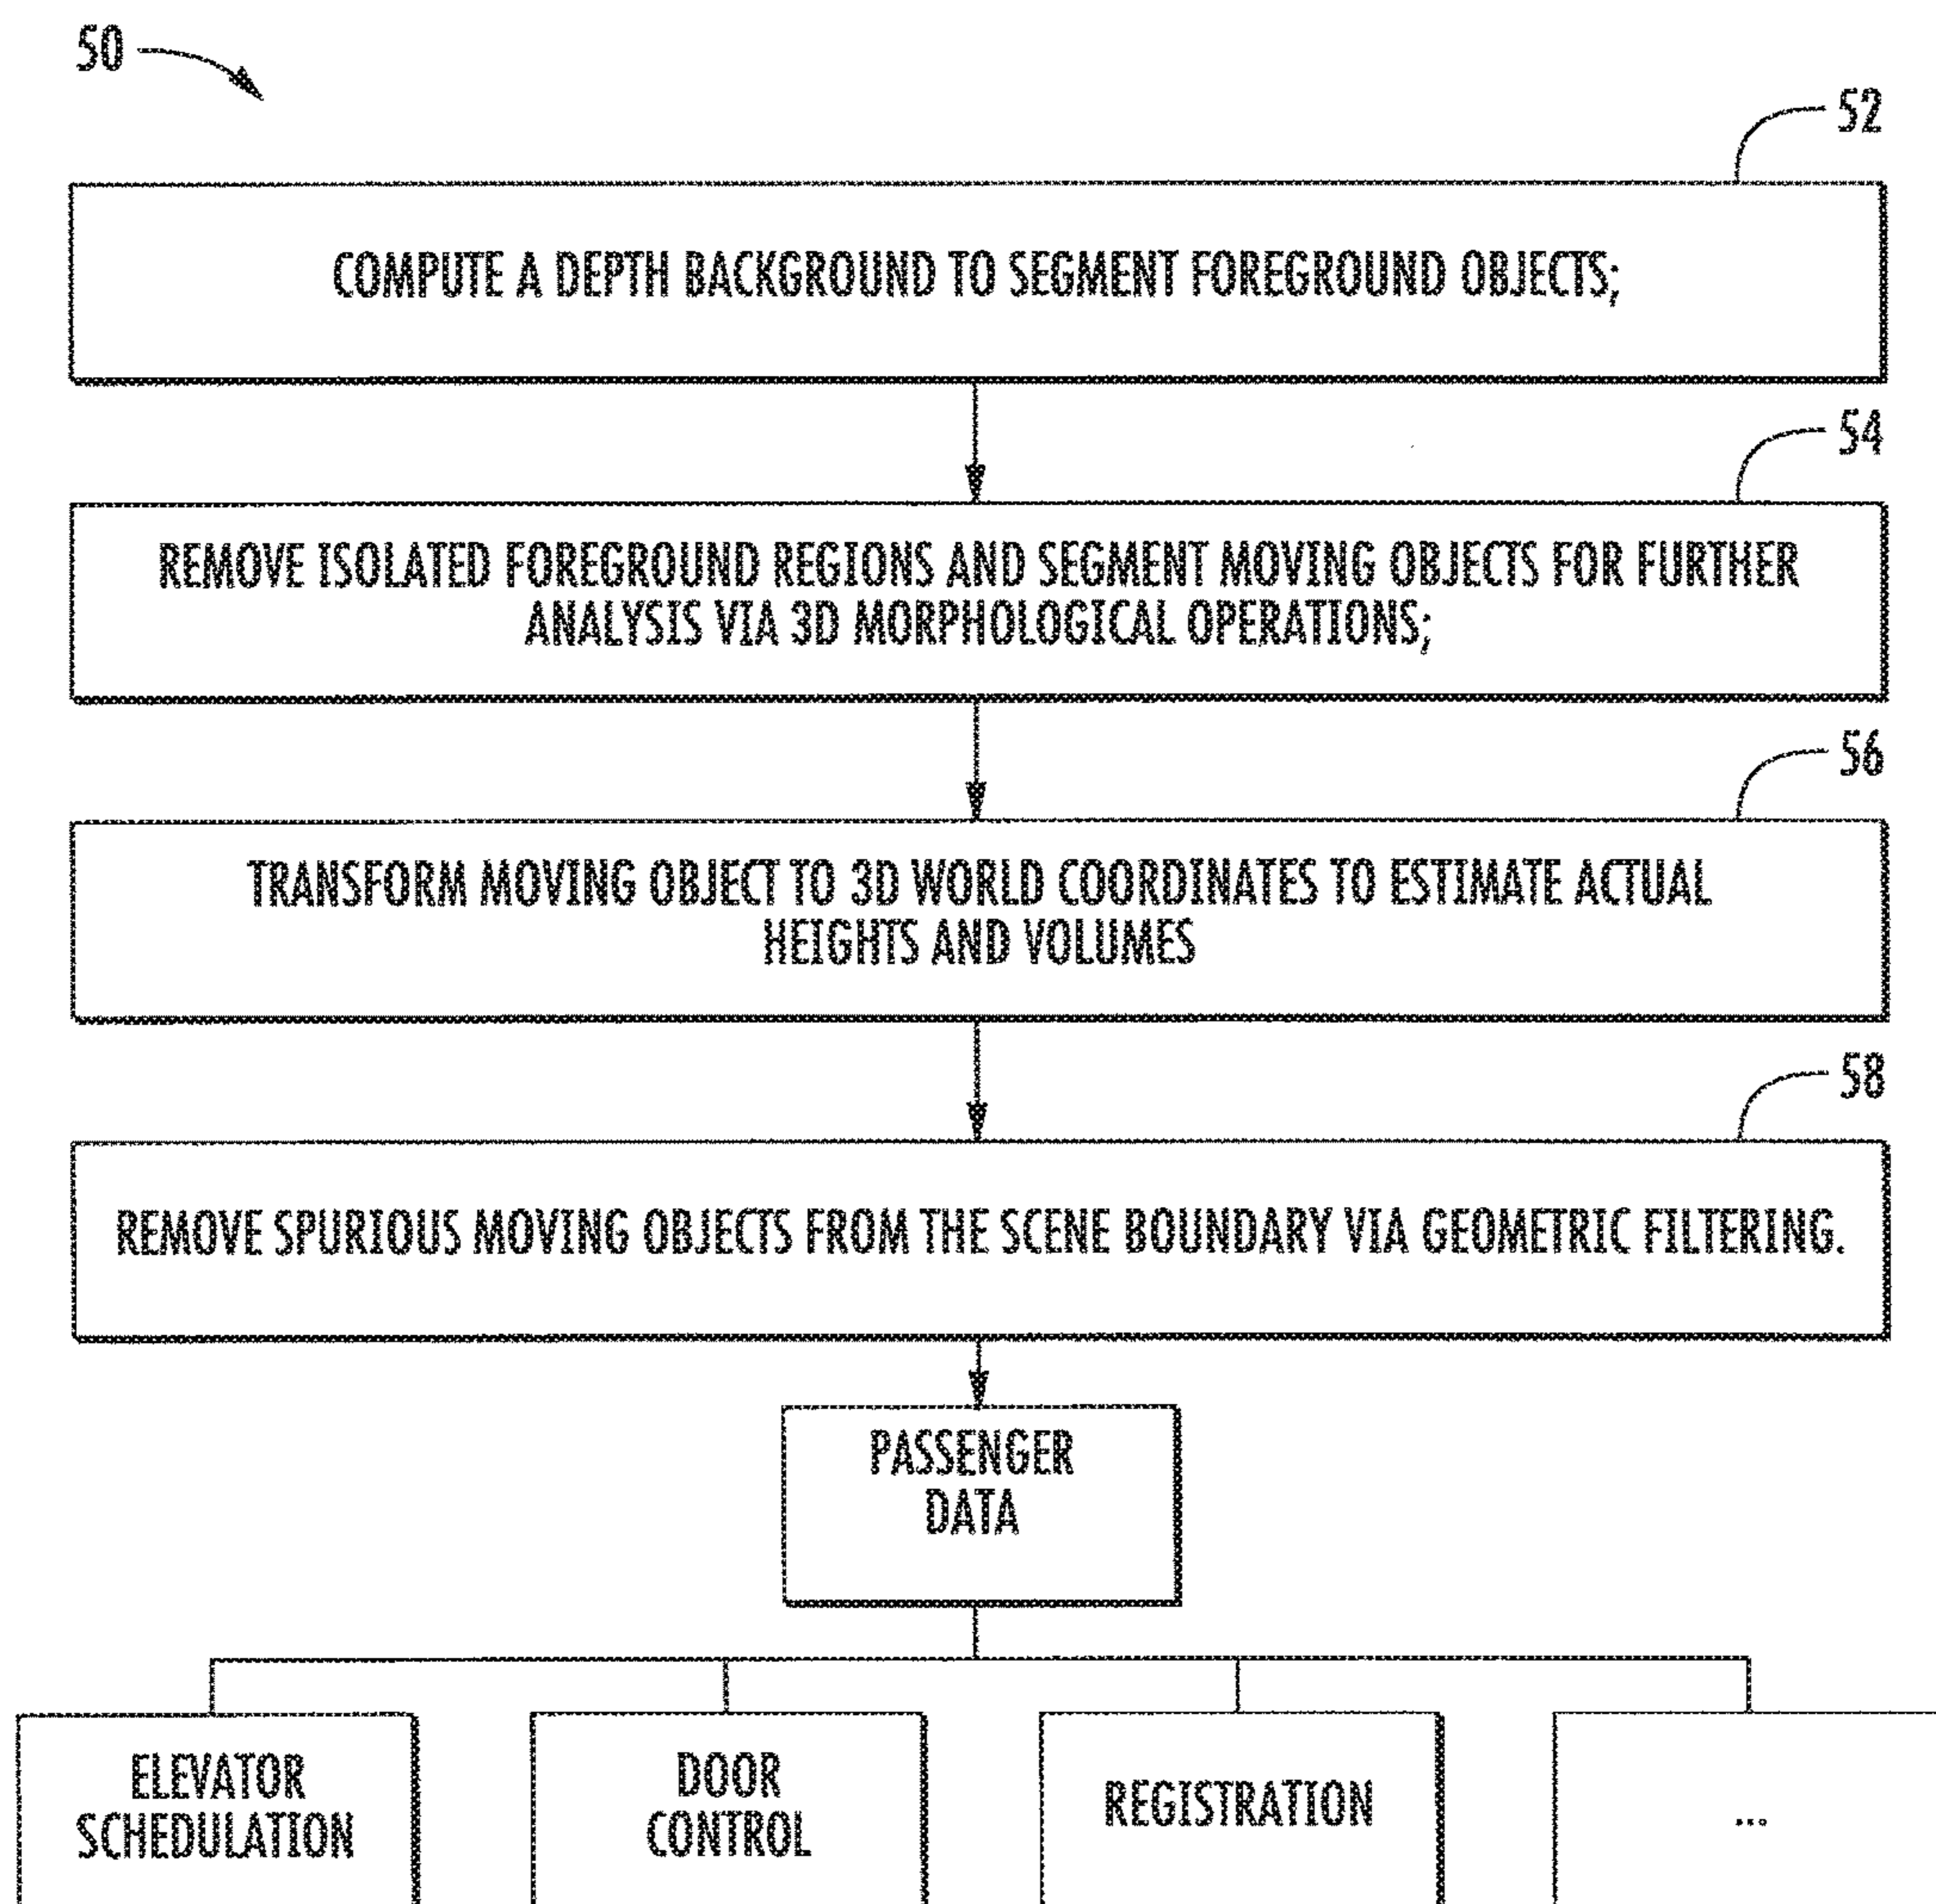 50
52
COMPUTE A DEPTH BACKGROUND TO SEGMENT FOREGROUND OBJECTS;
54
REMOVE ISOLATED FOREGROUND REGIONS AND SEGMENT MOVING OBJECTS FOR FURTHER
ANALYSIS VIA 3D MORPHOLOGICAL OPERATIONS;
56
TRANSFORM MOVING OBJECT TO 3D WORLD COORDINATES TO ESTIMATE ACTUAL
HEIGHTS AND VOLUMES
58
REMOVE SPURIOUS MOVING OBJECTS FROM THE SCENE BOUNDARY VIA GEOMETRIC FILTERING.
PASSENGER
DATA
ELEVATOR
SCHEDULATION
DOOR
CONTROL
REGISTRATION
...